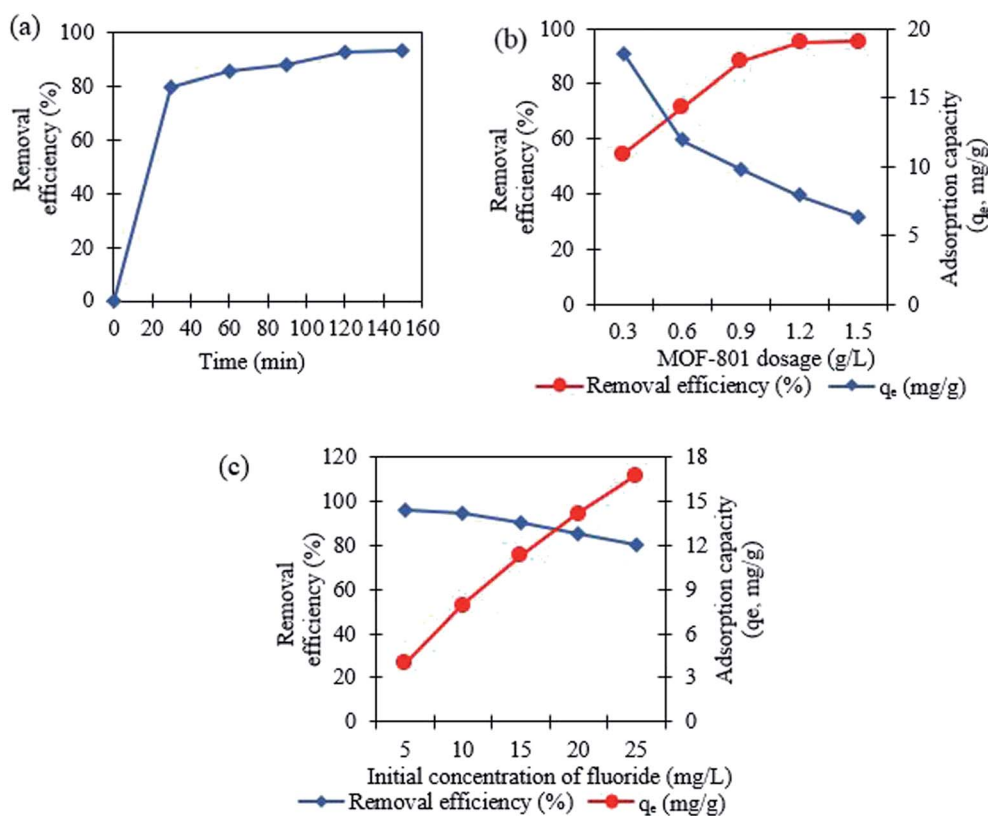 (a)
100
80
60
40
20
0
Removal
efficiency (%)
0 20 40 60 80 100 120 140 160
Time (min)
(b)
100
80
60
40
20
0
Removal
efficiency (%)
20
15
10
5
0
Adsorprtion capacity
(qₑ, mg/g)
0.3 0.6 0.9 1.2 1.5
MOF-801 dosage (g/L)
Removal efficiency (%) qₑ (mg/g)
(c)
120
100
80
60
40
20
0
Removal
efficiency (%)
18
15
12
9
6
3
0
Adsorption capacity
(qe, mg/g)
5 10 15 20 25
Initial concentration of fluoride (mg/L)
Removal efficiency (%) qₑ (mg/g)